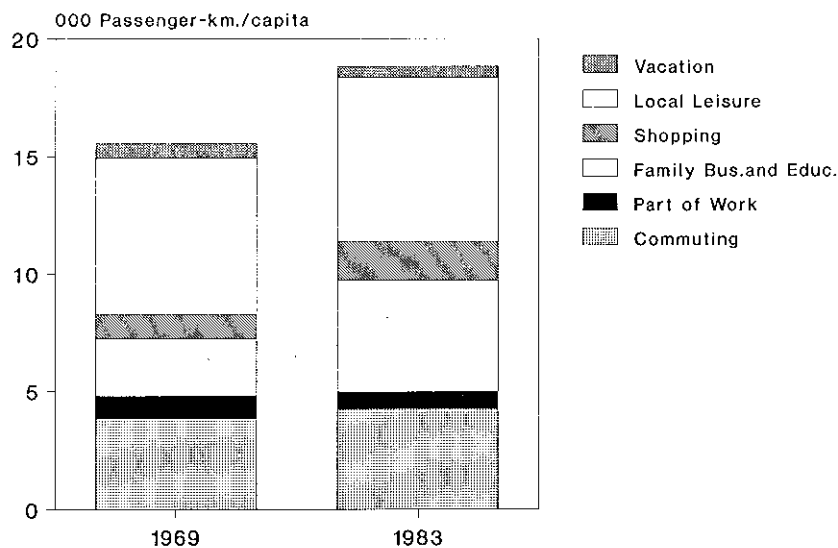 000 Passenger-km./capita
20
15
10
5
0
1969
1983
Vacation
Local Leisure
Shopping
Family Bus.and Educ.
Part of Work
Commuting